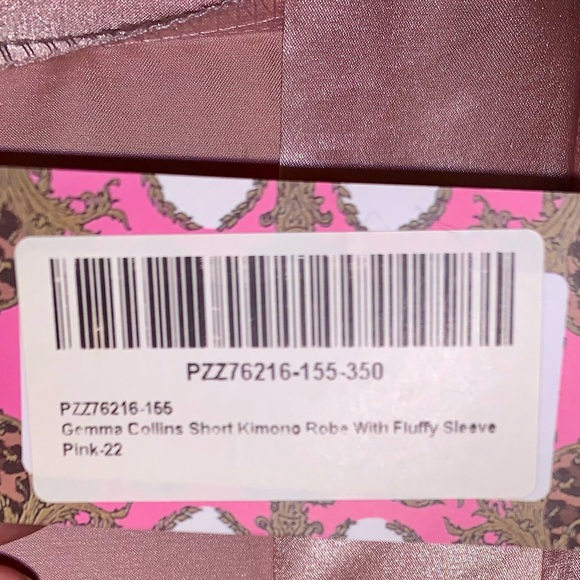 PZZ76216-155-350
PZZ76216-155
Gemma Collins Short Kimono Robe With Fluffy Sleeve
Pink-22